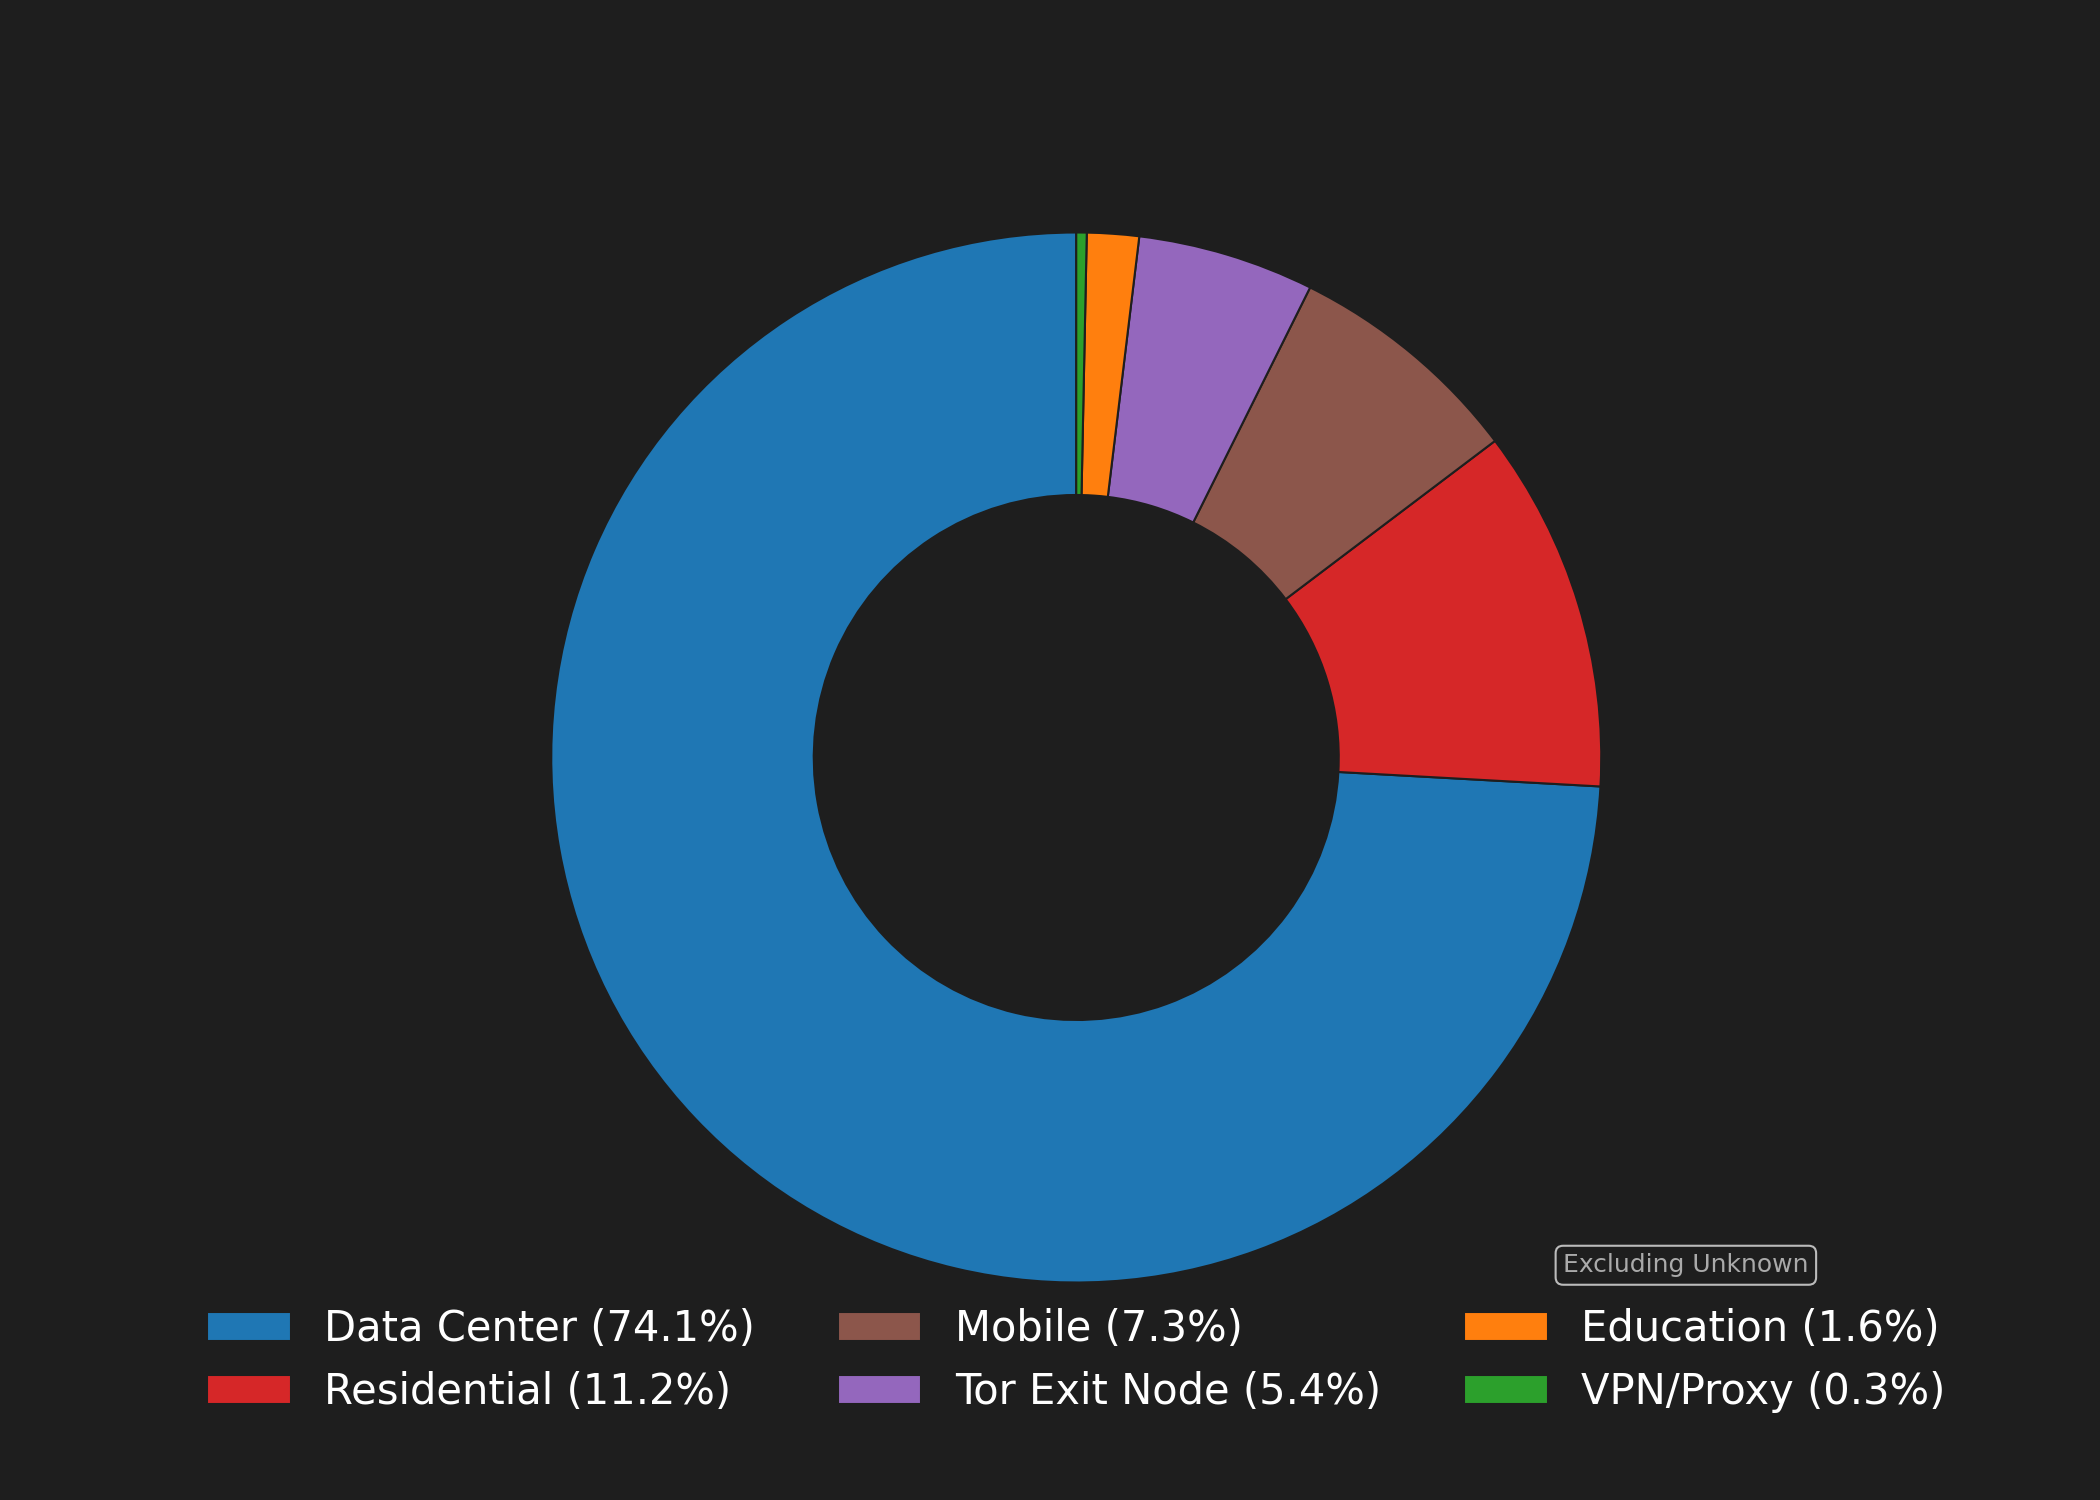 Excluding Unknown
Data Center (74.1%)
Residential (11.2%)
Mobile (7.3%)
Tor Exit Node (5.4%)
Education (1.6%)
VPN/Proxy (0.3%)